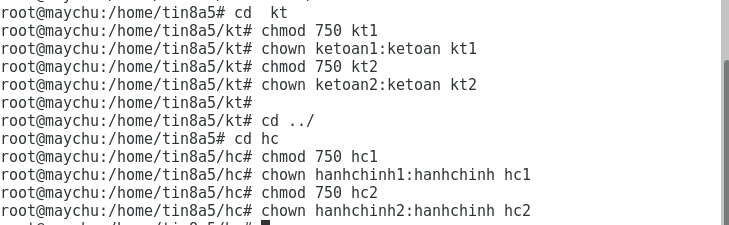 root@maychu:/home/tin8a5# cd  kt
root@maychu:/home/tin8a5/kt# chmod 750 kt1
root@maychu:/home/tin8a5/kt# chown ketoan1:ketoan kt1
root@maychu:/home/tin8a5/kt# chmod 750 kt2
root@maychu:/home/tin8a5/kt# chown ketoan2:ketoan kt2
root@maychu:/home/tin8a5/kt#
root@maychu:/home/tin8a5/kt# cd ../
root@maychu:/home/tin8a5# cd hc
root@maychu:/home/tin8a5/hc# chmod 750 hc1
root@maychu:/home/tin8a5/hc# chown hanhchinh1:hanhchinh hc1
root@maychu:/home/tin8a5/hc# chmod 750 hc2
root@maychu:/home/tin8a5/hc# chown hanhchinh2:hanhchinh hc2